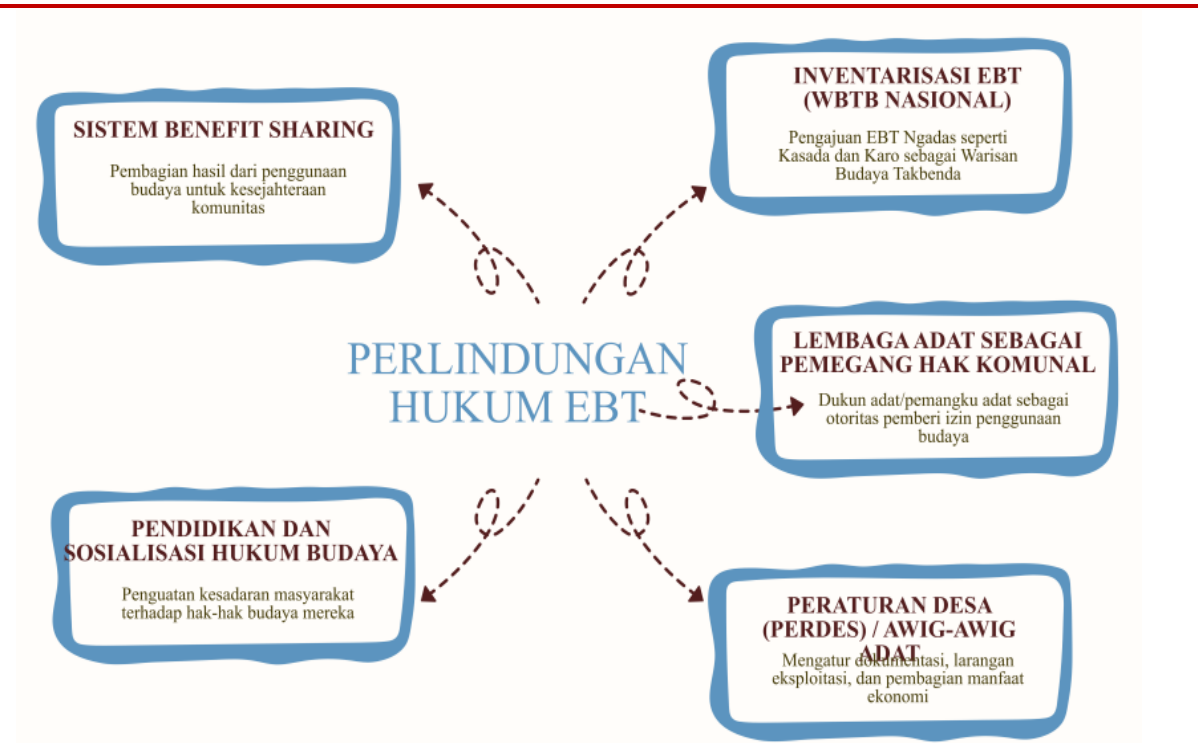 SISTEM BENEFIT SHARING
Pembagian hasil dari penggunaan
budaya untuk kesejahteraan
komunitas
INVENTARISASI EBT
(WBTB NASIONAL)
Pengajuan EBT Ngadas seperti
Kasada dan Karo sebagai Warisan
Budaya Takbenda
PERLINDUNGAN
HUKUM EBT
LEMBAGA ADAT SEBAGAI
PEMEGANG HAK KOMUNAL
Dukun adat/pemangku adat sebagai
otoritas pemberi izin penggunaan
budaya
PENDIDIKAN DAN
SOSIALISASI HUKUM BUDAYA
Penguatan kesadaran masyarakat
terhadap hak-hak budaya mereka
PERATURAN DESA
(PERDES) / AWIG-AWIG
ADAT
Mengatur dokumentasi, larangan
eksploitasi, dan pembagian manfaat
ekonomi